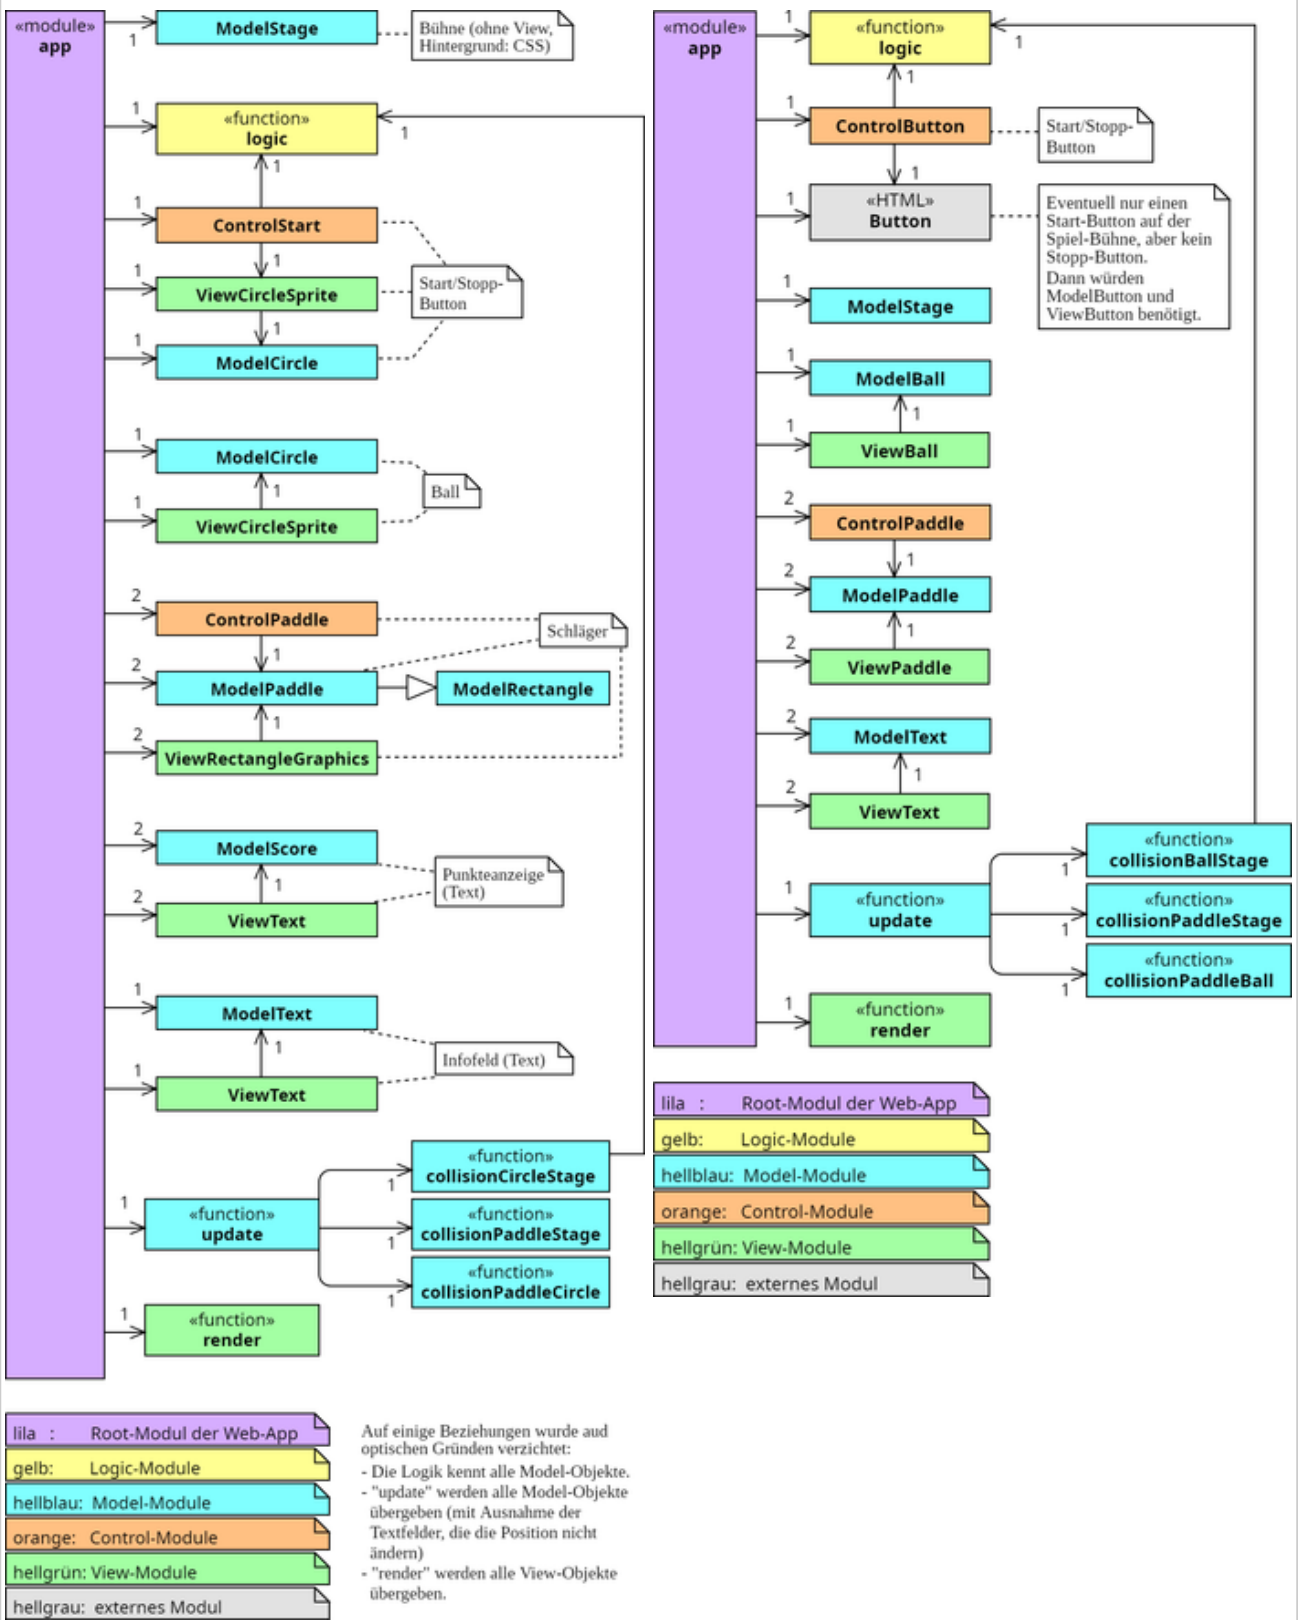 «module»
app
1
ModelStage
Bühne (ohne View,
Hintergrund: CSS)
1
«function»
logic
1
1
1
ControlStart
1
1
ViewCircleSprite
Start/Stopp-
Button
1
1
ModelCircle
1
ModelCircle
1
Ball
1
ViewCircleSprite
2
ControlPaddle
Schläger
1
2
ModelPaddle
ModelRectangle
1
2
ViewRectangleGraphics
2
ModelScore
Punkteanzeige
(Text)
1
2
ViewText
1
ModelText
1
Infofeld (Text)
1
ViewText
«function»
collisionCircleStage
1
1
«function»
update
«function»
collisionPaddleStage
1
«function»
collisionPaddleCircle
1
1
«function»
render
lila : Root-Modul der Web-App
gelb: Logic-Module
hellblau: Model-Module
orange: Control-Module
hellgrün: View-Module
hellgrau: externes Modul
Auf einige Beziehungen wurde aud
optischen Gründen verzichtet:
- Die Logik kennt alle Model-Objekte.
- "update" werden alle Model-Objekte
übergeben (mit Ausnahme der
Textfelder, die die Position nicht
ändern)
- "render" werden alle View-Objekte
übergeben.
«module»
app
1
«function»
logic
1
1
1
ControlButton
Start/Stopp-
Button
1
1
«HTML»
Button
Eventuell nur einen
Start-Button auf der
Spiel-Bühne, aber kein
Stopp-Button.
Dann würden
ModelButton und
ViewButton benötigt.
1
ModelStage
1
ModelBall
1
1
ViewBall
2
ControlPaddle
1
2
ModelPaddle
1
2
ViewPaddle
2
ModelText
1
2
ViewText
«function»
collisionBallStage
1
1
«function»
update
«function»
collisionPaddleStage
1
«function»
collisionPaddleBall
1
1
«function»
render
lila : Root-Modul der Web-App
gelb: Logic-Module
hellblau: Model-Module
orange: Control-Module
hellgrün: View-Module
hellgrau: externes Modul